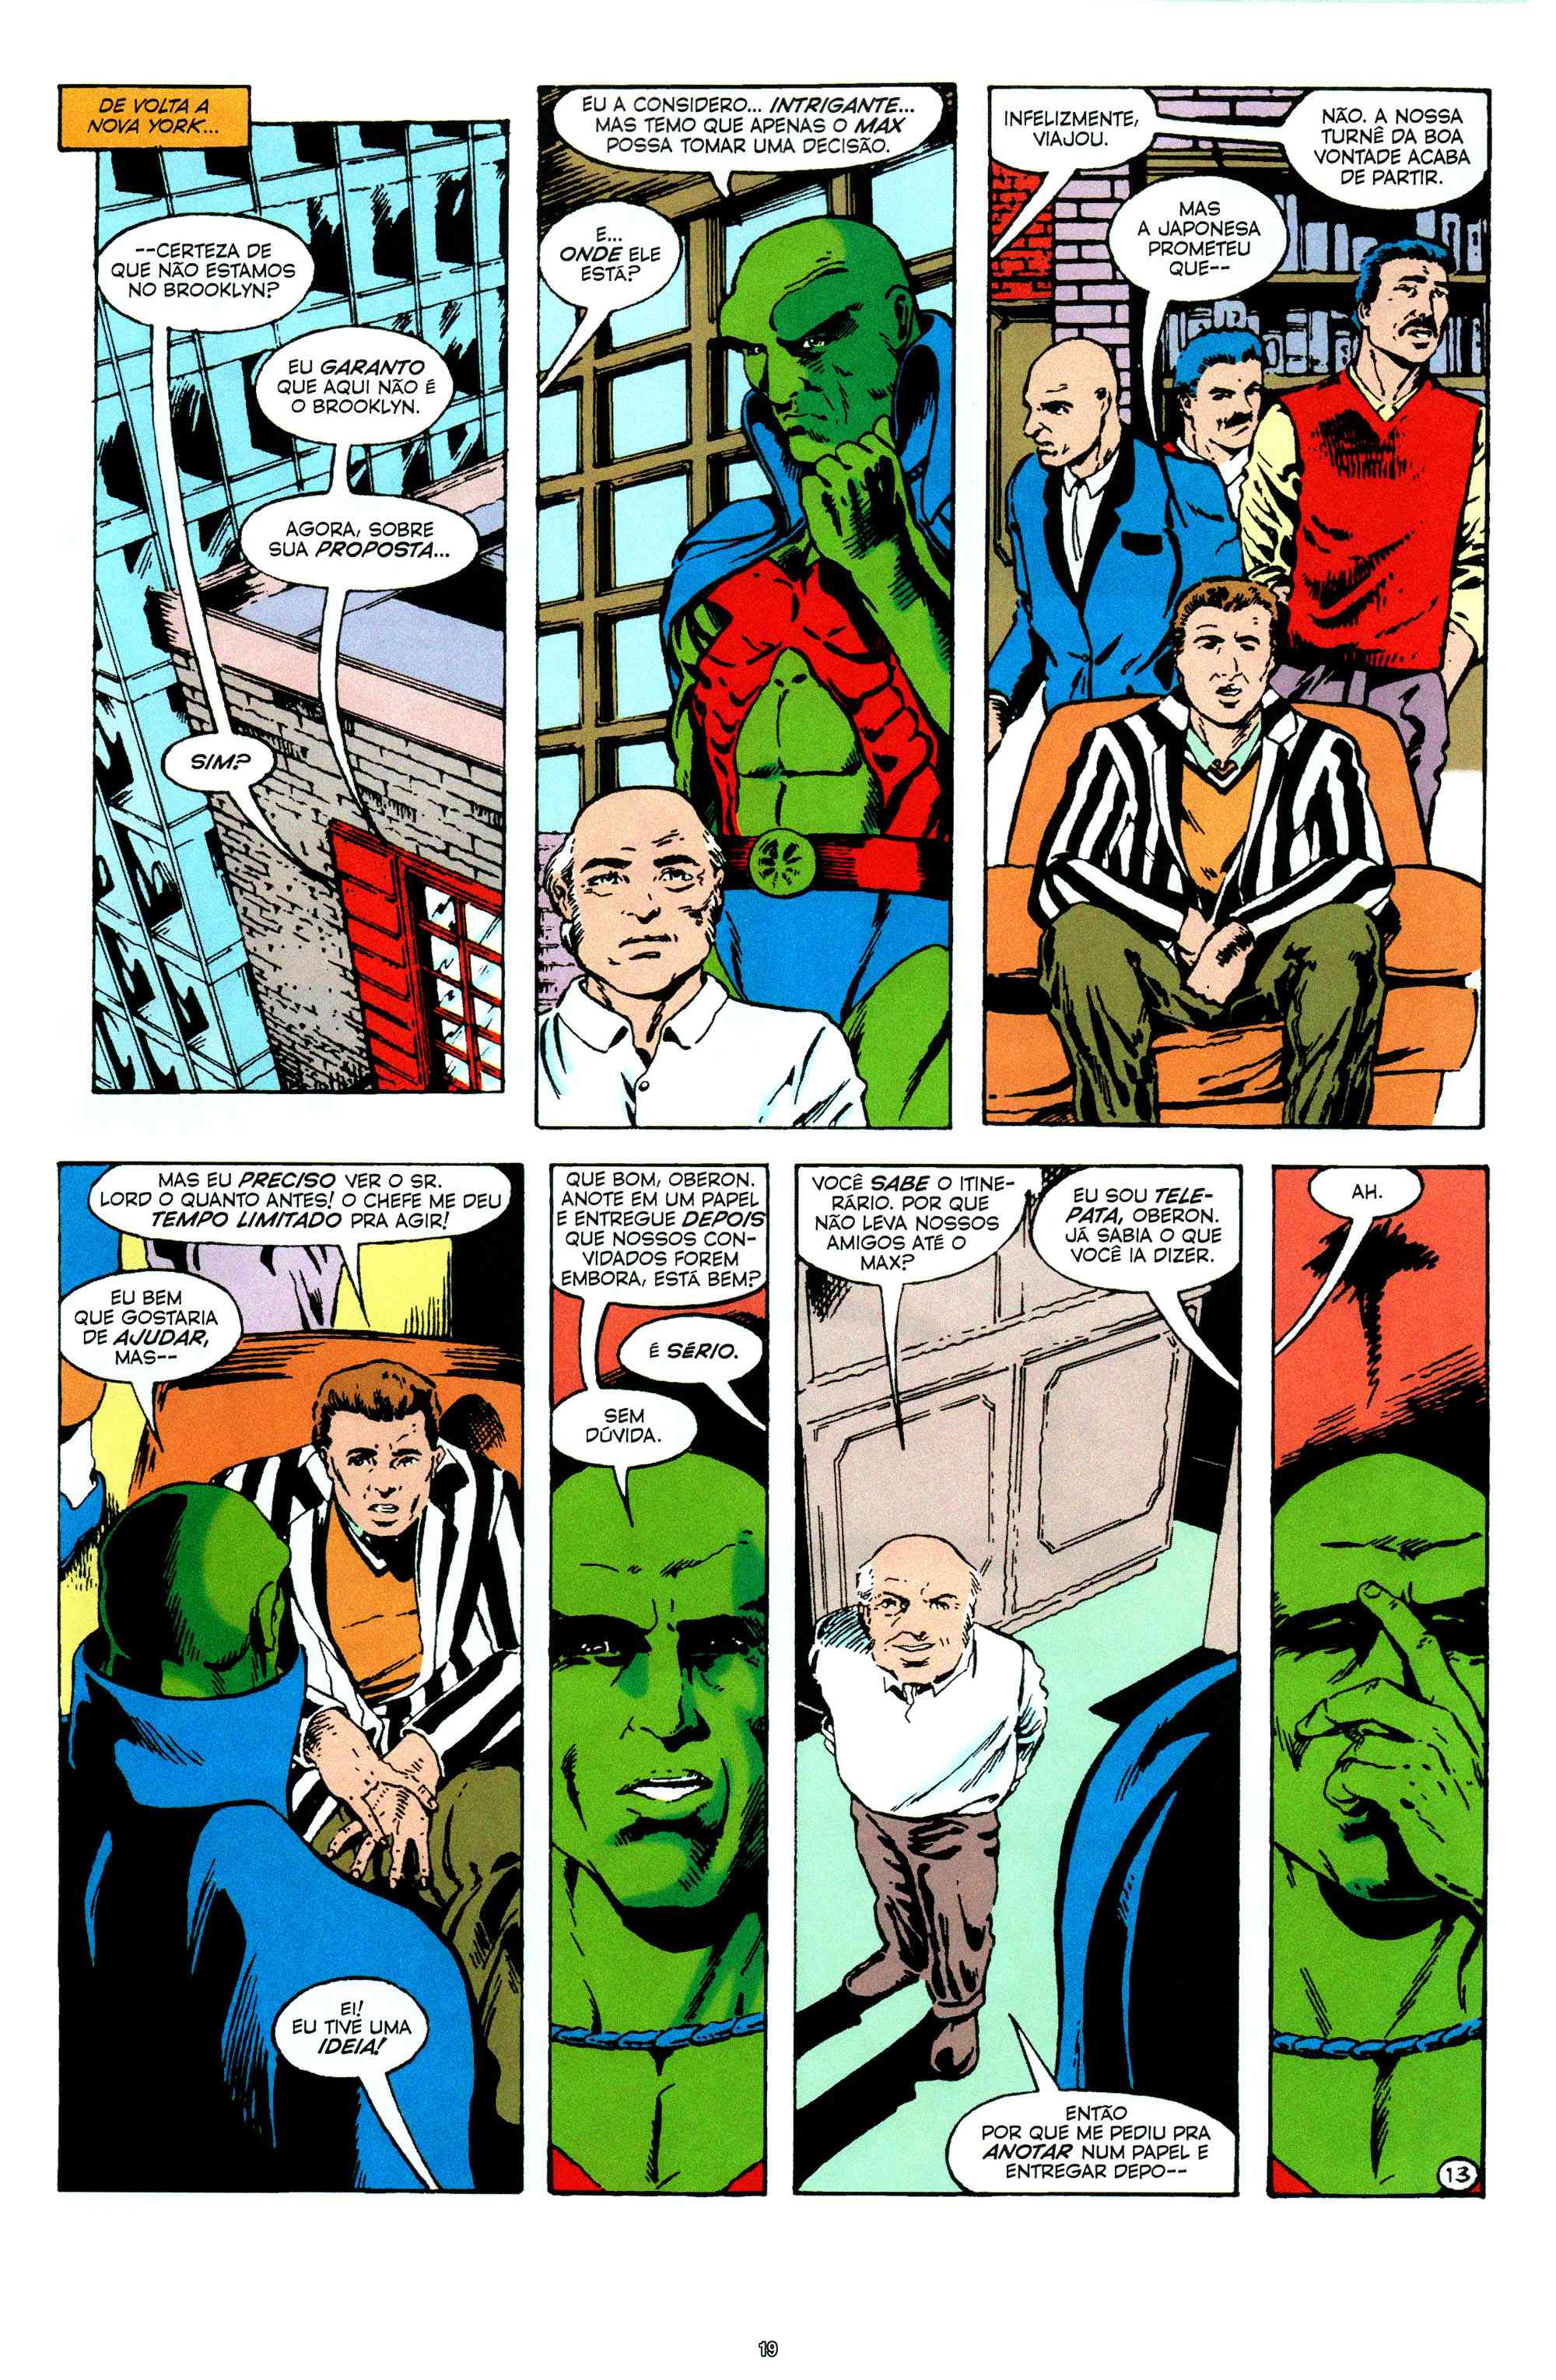 DE VOLTA A
NOVA YORK...
--CERTEZA DE
QUE NÃO ESTAMOS
NO BROOKLYN?
EU GARANTO
QUE AQUI NÃO É
O BROOKLYN.
AGORA, SOBRE
SUA PROPOSTA...
SIM?
EU A CONSIDERO... INTRIGANTE...
MAS TEMO QUE APENAS O MAX
POSSA TOMAR UMA DECISÃO.
E...
ONDE ELE
ESTÁ?
INFELIZMENTE,
VIAJOU.
MAS
A JAPONESA
PROMETEU
QUE--
NÃO. A NOSSA
TURNÊ DA BOA
VONTADE ACABA
DE PARTIR.
MAS EU PRECISO VER O SR.
LORD O QUANTO ANTES! O CHEFE ME DEU
TEMPO LIMITADO PRA AGIR!
EU BEM
QUE GOSTARIA
DE AJUDAR,
MAS--
EI!
EU TIVE UMA
IDEIA!
QUE BOM, OBERON.
ANOTE EM UM PAPEL
E ENTREGUE DEPOIS
QUE NOSSOS CON-
VIDADOS FOREM
EMBORA, ESTÁ BEM?
É SÉRIO.
SEM
DÚVIDA.
VOCÊ SABE O ITINE-
RÁRIO. POR QUE
NÃO LEVA NOSSOS
AMIGOS ATÉ O
MAX?
EU SOU TELE-
PATA, OBERON.
JÁ SABIA O QUE
VOCÊ IA DIZER.
ENTÃO
POR QUE ME PEDIU PRA
ANOTAR NUM PAPEL E
ENTREGAR DEPO--
AH.
13
19